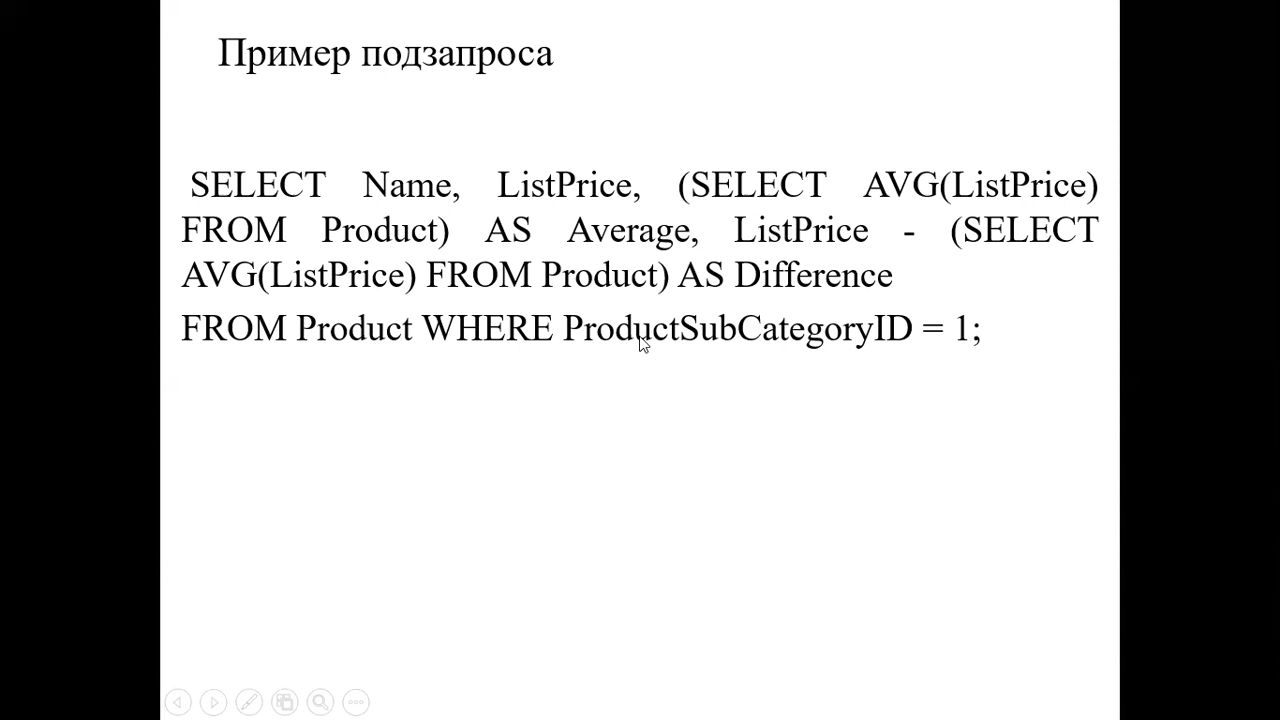 Пример подзапроса
SELECT Name, ListPrice, (SELECT AVG(ListPrice)
FROM Product) AS Average, ListPrice - (SELECT
AVG(ListPrice) FROM Product) AS Difference
FROM Product WHERE ProductSubCategoryID = 1;